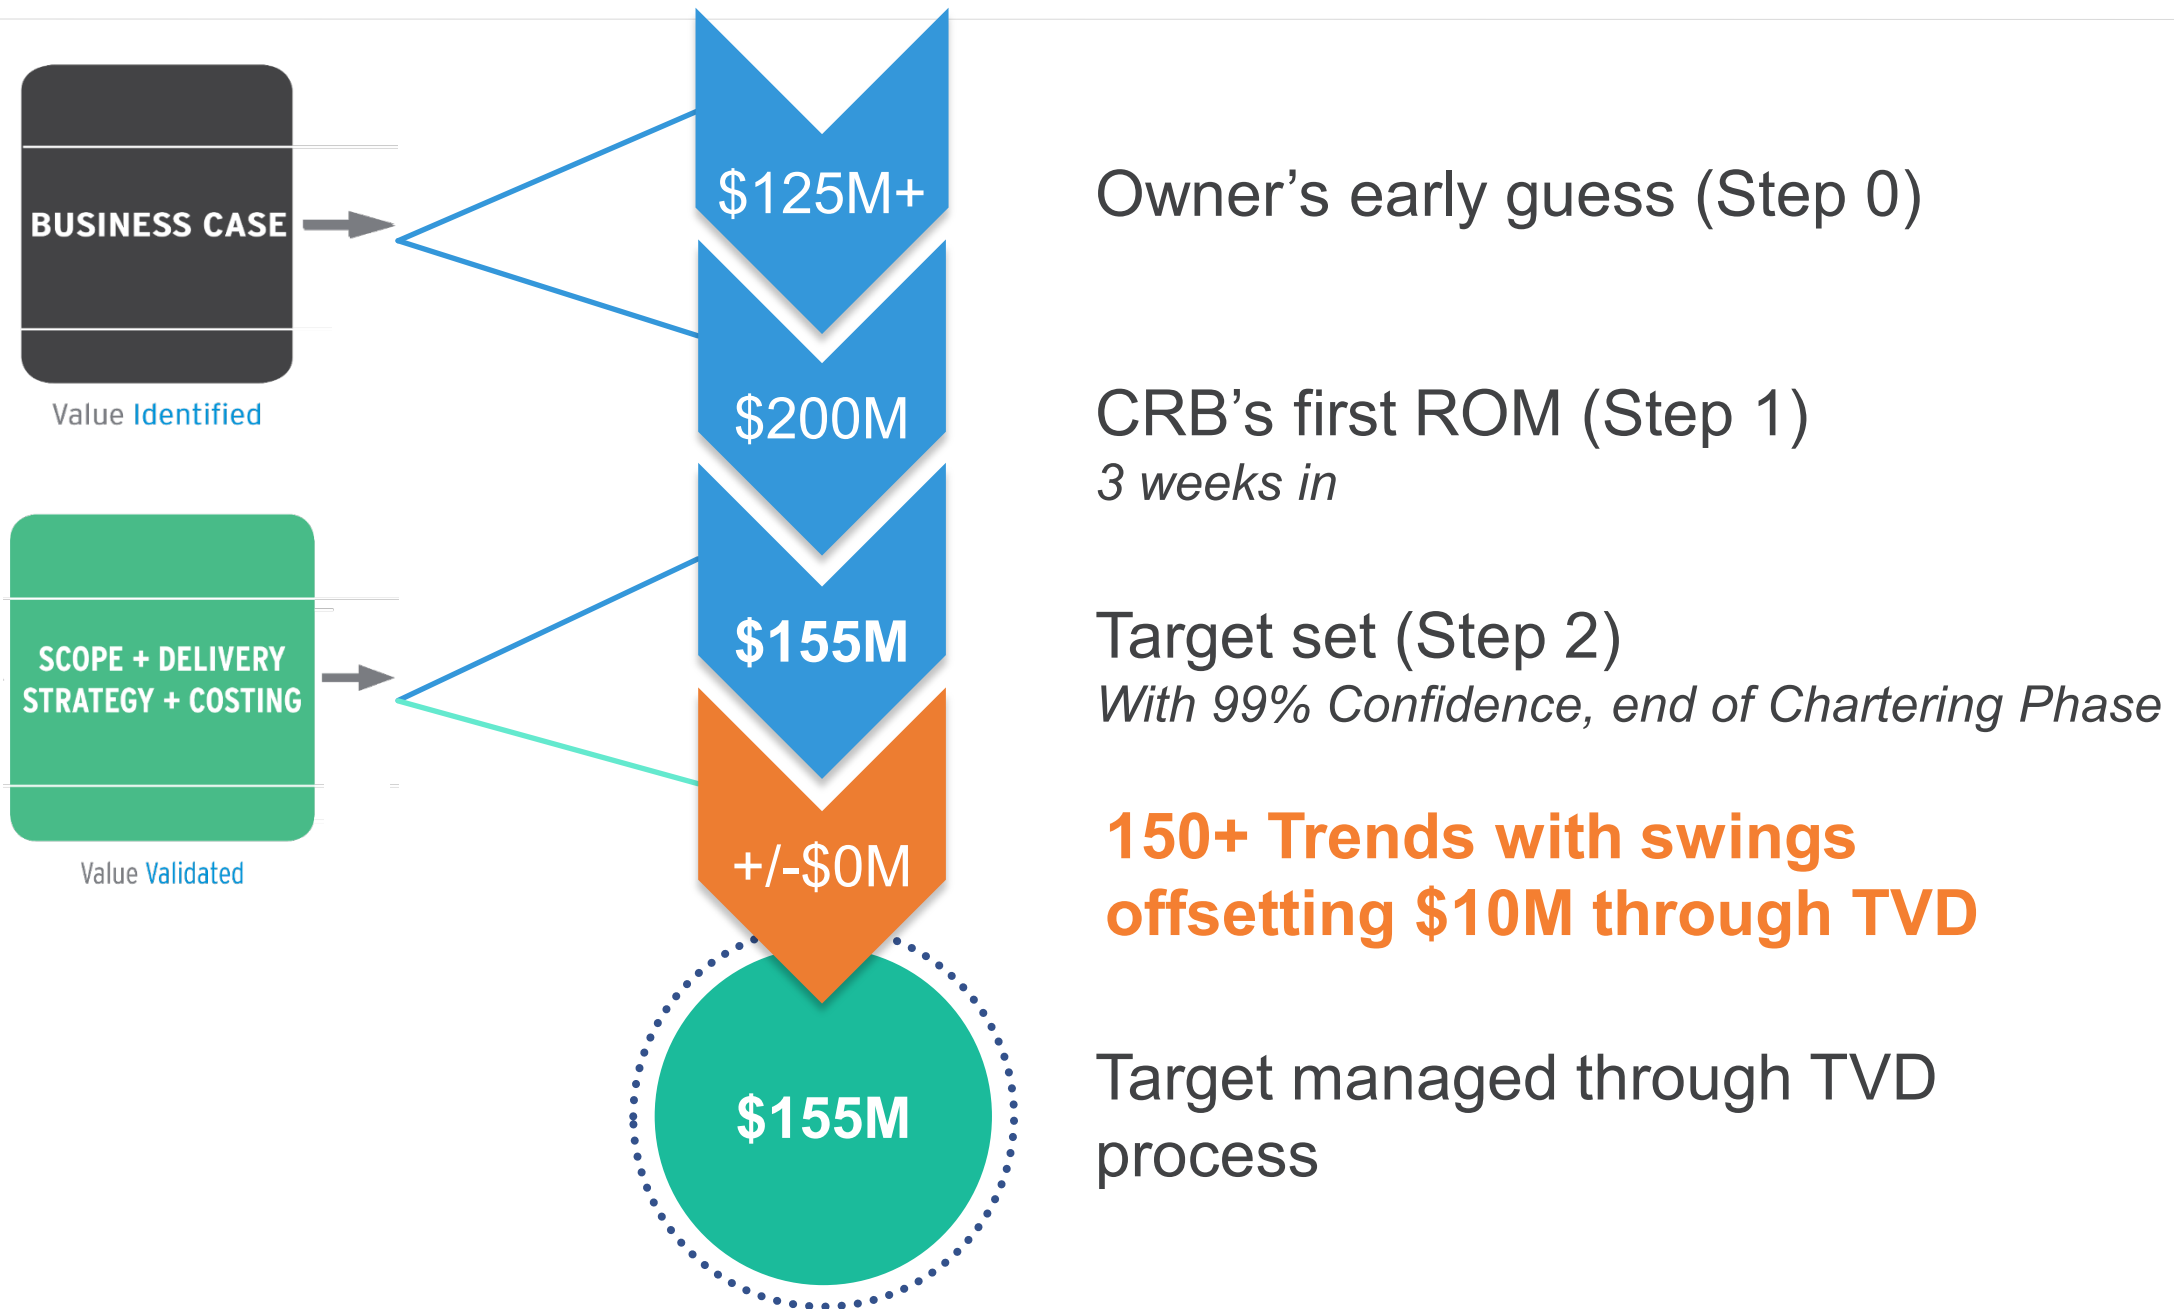 BUSINESS CASE
Value Identified
$125M+
Owner’s early guess (Step 0)
$200M
CRB’s first ROM (Step 1)
3 weeks in
SCOPE + DELIVERY
STRATEGY + COSTING
Value Validated
$155M
Target set (Step 2)
With 99% Confidence, end of Chartering Phase
+/-$0M
150+ Trends with swings
offsetting $10M through TVD
$155M
Target managed through TVD
process